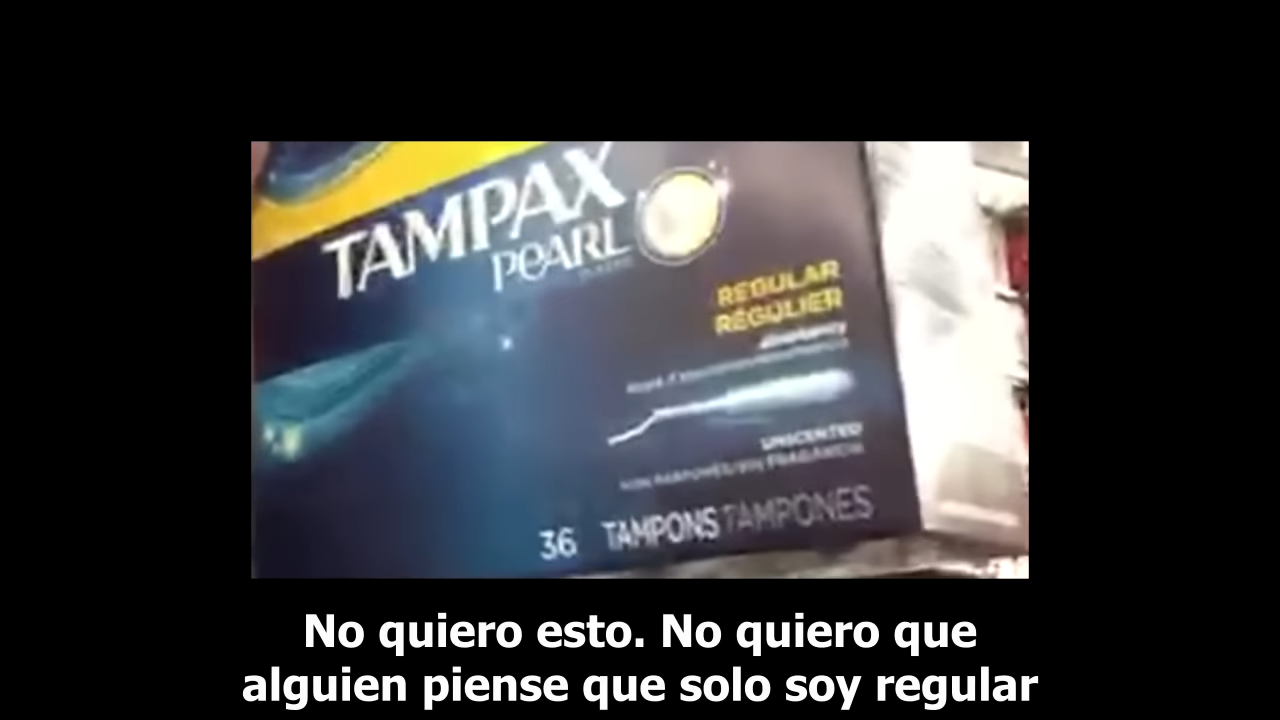 TAMPAX
PEARL
REGULAR
RÉGULIER
absorbency
UNSCENTED
36 TAMPONS TAMPONES
No quiero esto. No quiero que
alguien piense que solo soy regular